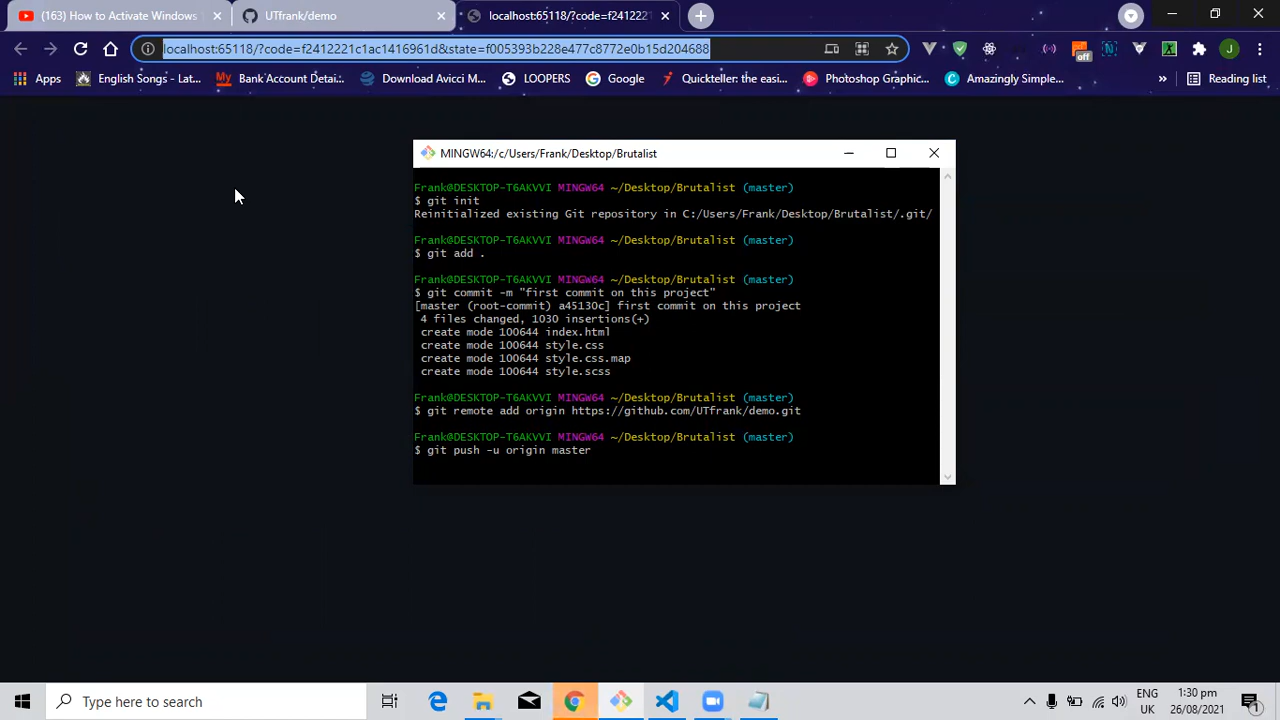 (163) How to Activate Windows
UTfrank/demo
localhost:65118/?code=f241222
localhost:65118/?code=f2412221c1ac1416961d&state=f005393b228e477c8772e0b15d204688
J
off
Apps
English Songs - Lat...
My
Bank Account Detai...
Download Avicci M...
LOOPERS
Google
Quickteller: the easi...
Photoshop Graphic...
Amazingly Simple...
»
Reading list
MINGW64:/c/Users/Frank/Desktop/Brutalist
Frank@DESKTOP-T6AKVVI MINGW64 ~/Desktop/Brutalist (master)
$ git init
Reinitialized existing Git repository in C:/Users/Frank/Desktop/Brutalist/.git/
Frank@DESKTOP-T6AKVVI MINGW64 ~/Desktop/Brutalist (master)
$ git add .
Frank@DESKTOP-T6AKVVI MINGW64 ~/Desktop/Brutalist (master)
$ git commit -m "first commit on this project"
[master (root-commit) a45130c] first commit on this project
4 files changed, 1030 insertions(+)
create mode 100644 index.html
create mode 100644 style.css
create mode 100644 style.css.map
create mode 100644 style.scss
Frank@DESKTOP-T6AKVVI MINGW64 ~/Desktop/Brutalist (master)
$ git remote add origin https://github.com/UTfrank/demo.git
Frank@DESKTOP-T6AKVVI MINGW64 ~/Desktop/Brutalist (master)
$ git push -u origin master
Type here to search
ENG
UK
1:30 pm
26/08/2021